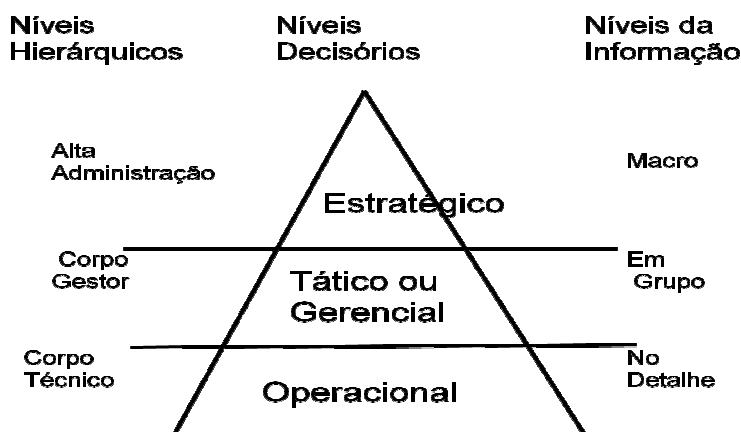 Níveis
Hierárquicos
Níveis
Decisórios
Níveis da
Informação
Alta
Administração
Estratégico
Macro
Corpo
Gestor
Tático ou
Gerencial
Em
Grupo
Corpo
Técnico
Operacional
No
Detalhe